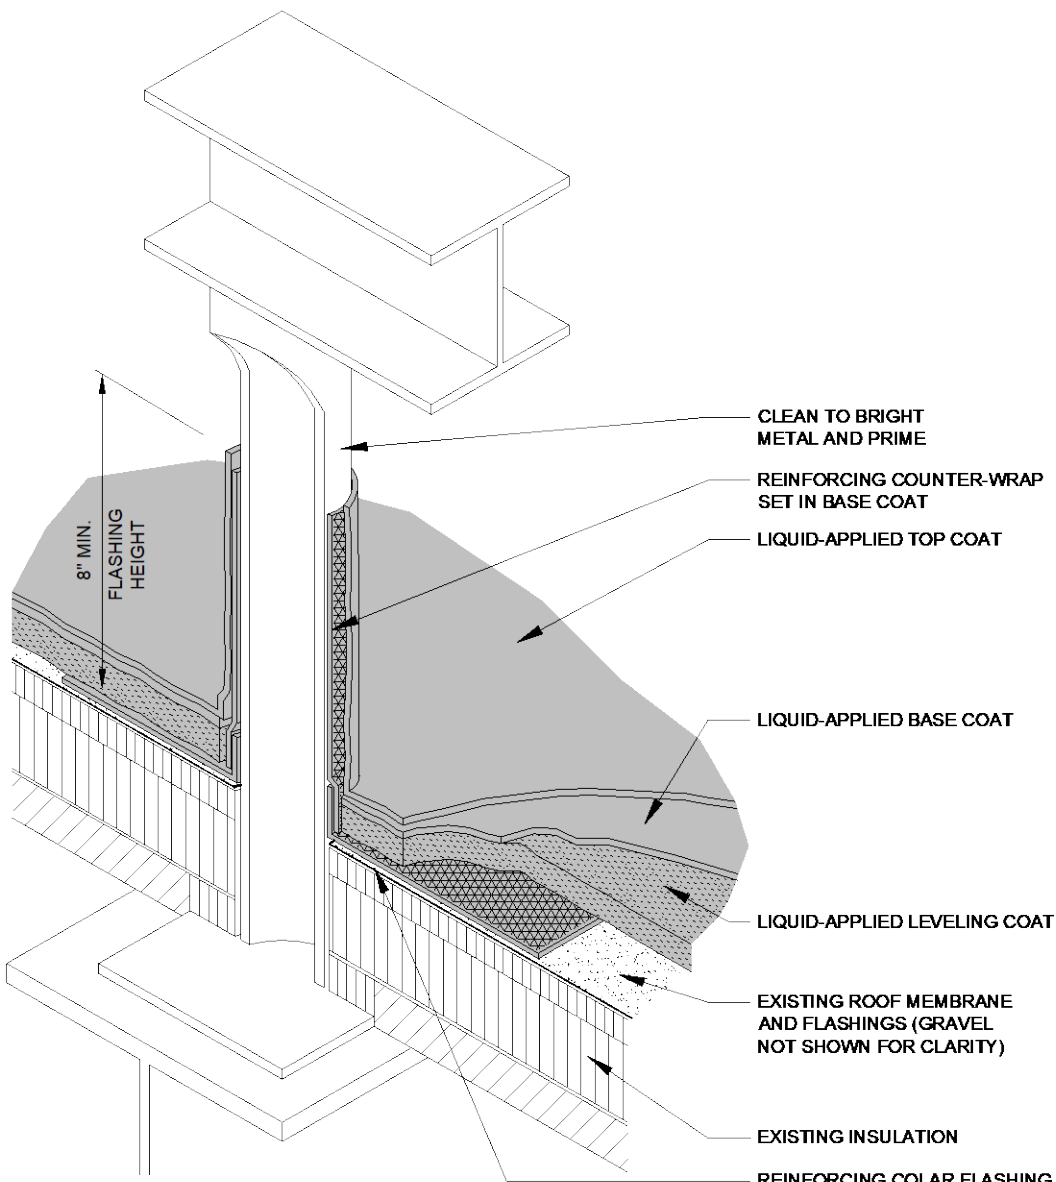 CLEAN TO BRIGHT
METAL AND PRIME
REINFORCING COUNTER-WRAP
SET IN BASE COAT
LIQUID-APPLIED TOP COAT
8" MIN.
FLASHING
HEIGHT
LIQUID-APPLIED BASE COAT
LIQUID-APPLIED LEVELING COAT
EXISTING ROOF MEMBRANE
AND FLASHINGS (GRAVEL
NOT SHOWN FOR CLARITY)
EXISTING INSULATION
REINFORCING COLAR FLASHING